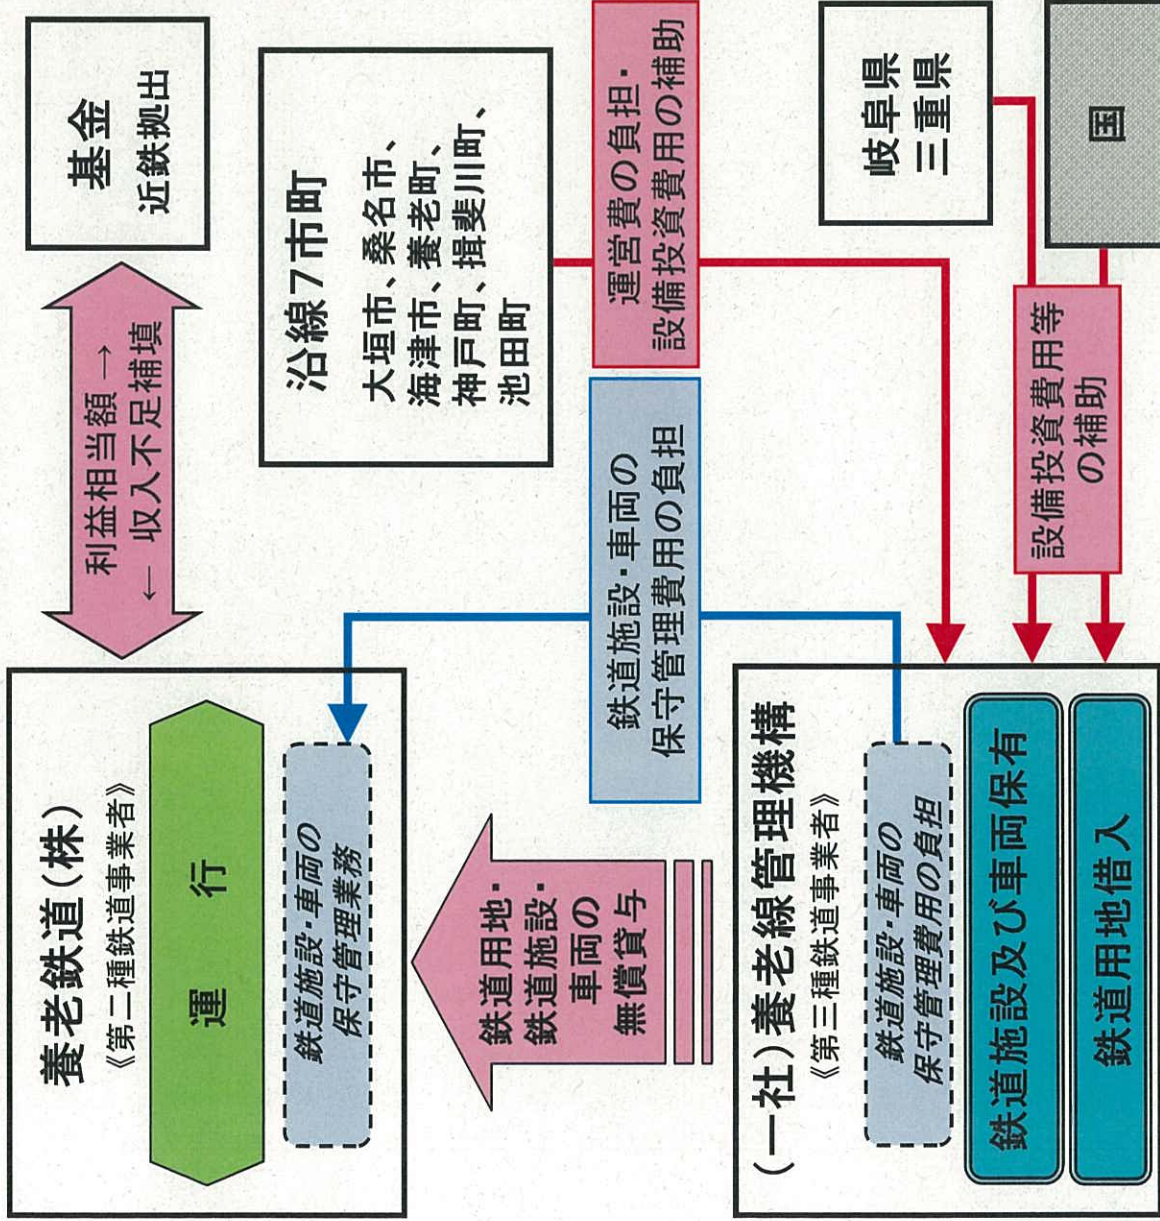 養老鉄道(株)
《第二種鉄道事業者》
運　行
鉄道施設・車両の
保守管理業務
利益相当額 →
← 収入不足補填
基金
近鉄拠出
沿線7市町
大垣市、桑名市、
海津市、養老町、
神戸町、揖斐川町、
池田町
鉄道用地・
鉄道施設・
車両の
無償貸与
鉄道施設・車両の
保守管理費用の負担
運営費の負担・
設備投資費用の補助
(一社)養老線管理機構
《第三種鉄道事業者》
鉄道施設・車両の
保守管理費用の負担
鉄道施設及び車両保有
鉄道用地借入
設備投資費用等
の補助
岐阜県
三重県
国